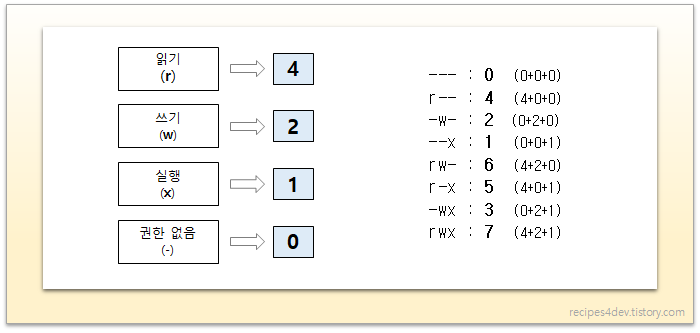 읽기
(r)
4
쓰기
(w)
2
실행
(x)
1
권한 없음
(-)
0
--- : 0 (0+0+0)
r-- : 4 (4+0+0)
-w- : 2 (0+2+0)
--x : 1 (0+0+1)
rw- : 6 (4+2+0)
r-x : 5 (4+0+1)
-wx : 3 (0+2+1)
rwx : 7 (4+2+1)
recipes4dev.tistory.com